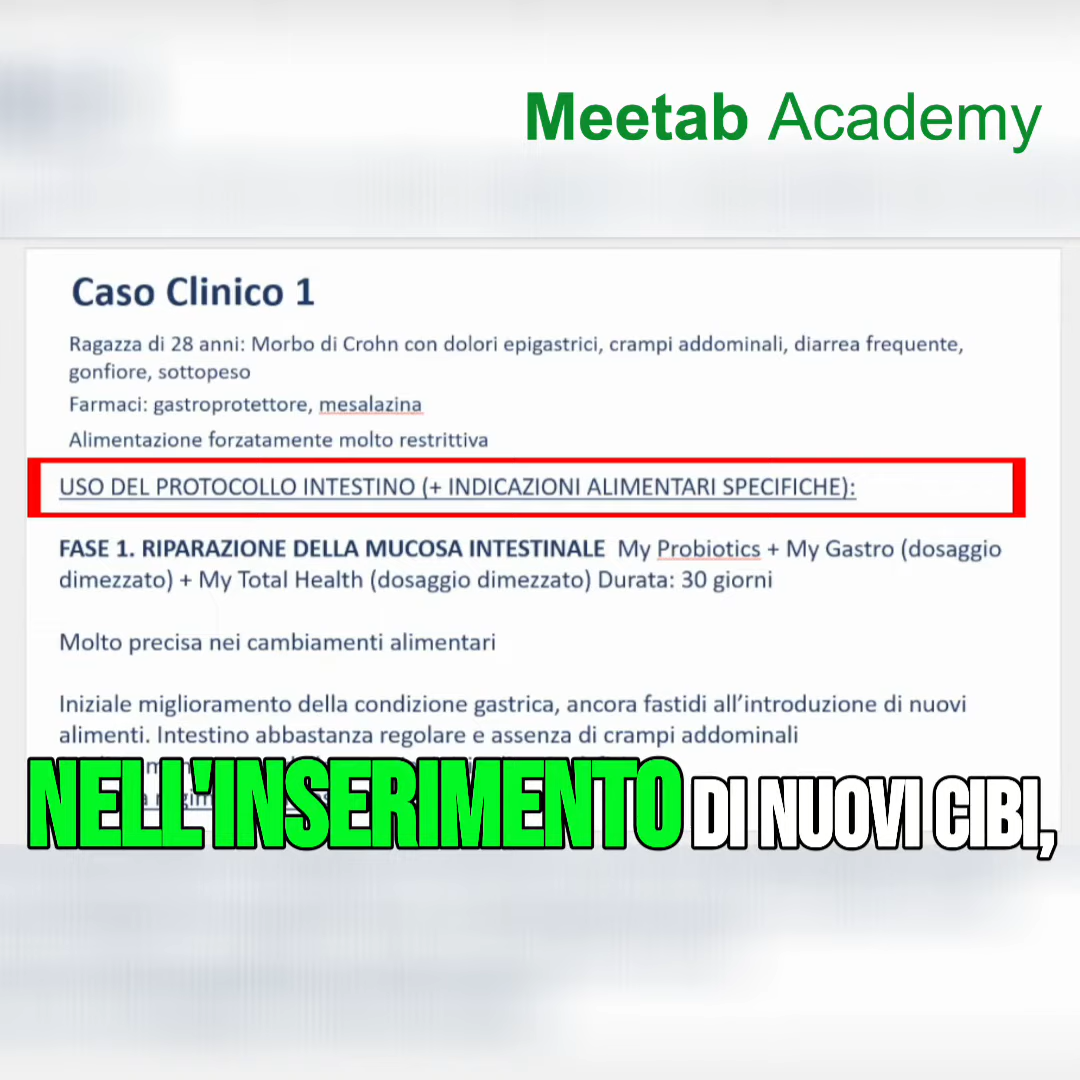 Meetab Academy
Caso Clinico 1
Ragazza di 28 anni: Morbo di Crohn con dolori epigastrici, crampi addominali, diarrea frequente,
gonfiore, sottopeso
Farmaci: gastroprotettore, mesalazina
Alimentazione forzatamente molto restrittiva
USO DEL PROTOCOLLO INTESTINO (+ INDICAZIONI ALIMENTARI SPECIFICHE):
FASE 1. RIPARAZIONE DELLA MUCOSA INTESTINALE My Probiotics + My Gastro (dosaggio
dimezzato) + My Total Health (dosaggio dimezzato) Durata: 30 giorni
Molto precisa nei cambiamenti alimentari
Iniziale miglioramento della condizione gastrica, ancora fastidi all’introduzione di nuovi
alimenti. Intestino abbastanza regolare e assenza di crampi addominali
NELL'INSERIMENTO DI NUOVI CIBI,